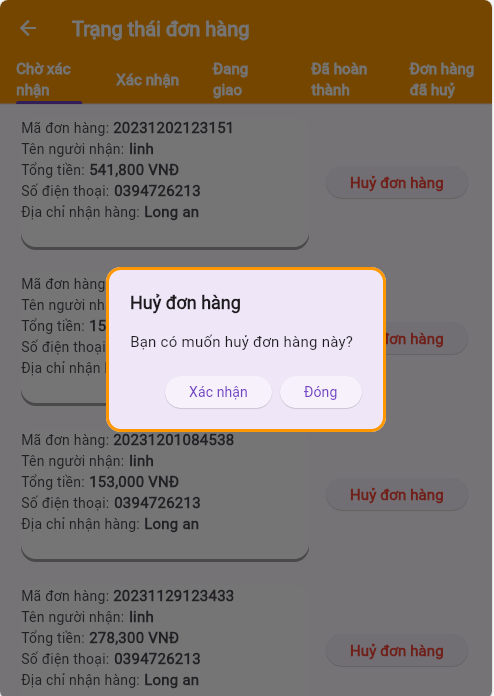 Trạng thái đơn hàng
Chờ xác
nhận
Xác nhận
Đang
giao
Đã hoàn
thành
Đơn hàng
đã huỷ
Mã đơn hàng: 20231202123151
Tên người nhận: linh
Tổng tiền: 541,800 VNĐ
Số điện thoại: 0394726213
Địa chỉ nhận hàng: Long an
Huỷ đơn hàng
Mã đơn hàng
Tên người
Tổng tiền: 15
Số điện thoại
Địa chỉ nhận
đơn hàng
Huỷ đơn hàng
Bạn có muốn huỷ đơn hàng này?
Xác nhận
Đóng
Mã đơn hàng: 20231201084538
Tên người nhận: linh
Tổng tiền: 153,000 VNĐ
Số điện thoại: 0394726213
Địa chỉ nhận hàng: Long an
Huỷ đơn hàng
Mã đơn hàng: 20231129123433
Tên người nhận: linh
Tổng tiền: 278,300 VNĐ
Số điện thoại: 0394726213
Địa chỉ nhận hàng: Long an
Huỷ đơn hàng